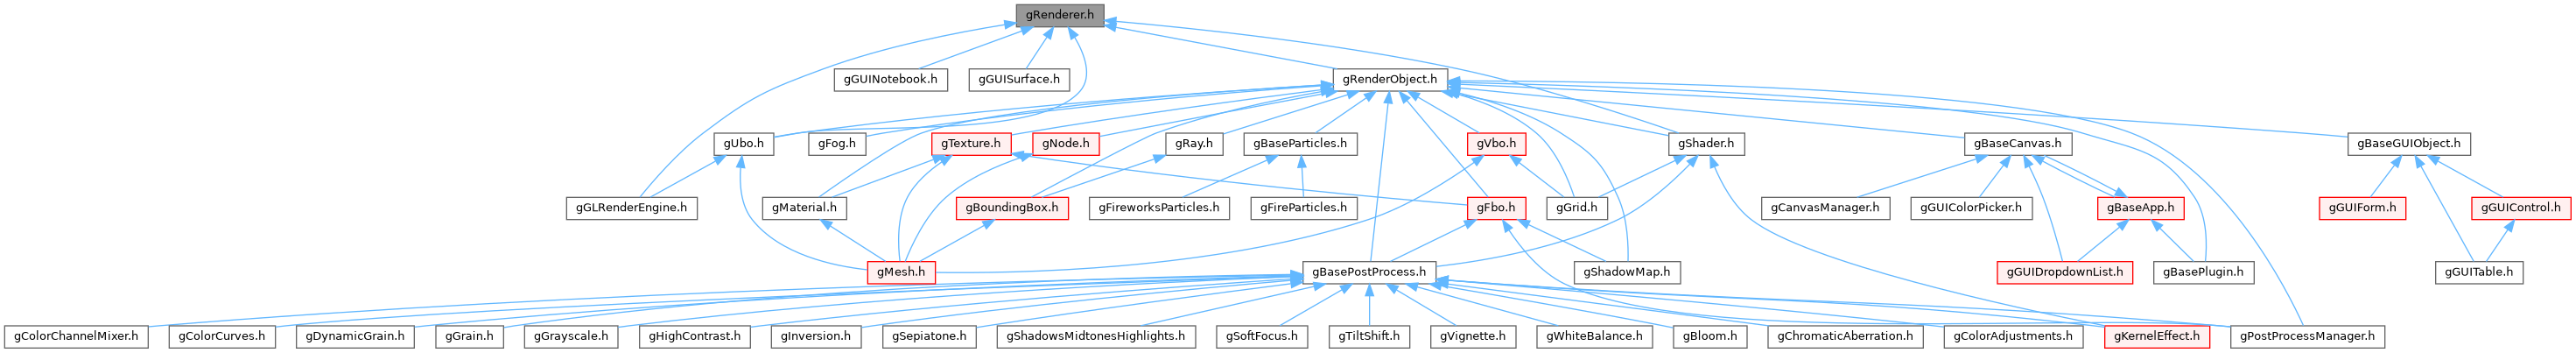 gRenderer.h
gGUINotebook.h
gGUISurface.h
gRenderObject.h
gUbo.h
gFog.h
gTexture.h
gNode.h
gRay.h
gBaseParticles.h
gVbo.h
gShader.h
gBaseCanvas.h
gBaseGUIObject.h
gGLRenderEngine.h
gMaterial.h
gBoundingBox.h
gFireworksParticles.h
gFireParticles.h
gFbo.h
gGrid.h
gCanvasManager.h
gGUIColorPicker.h
gBaseApp.h
gGUIForm.h
gGUIControl.h
gMesh.h
gBasePostProcess.h
gShadowMap.h
gGUIDropdownList.h
gBasePlugin.h
gGUITable.h
gColorChannelMixer.h
gColorCurves.h
gDynamicGrain.h
gGrain.h
gGrayscale.h
gHighContrast.h
gInversion.h
gSepiatone.h
gShadowsMidtonesHighlights.h
gSoftFocus.h
gTiltShift.h
gVignette.h
gWhiteBalance.h
gBloom.h
gChromaticAberration.h
gColorAdjustments.h
gKernelEffect.h
gPostProcessManager.h